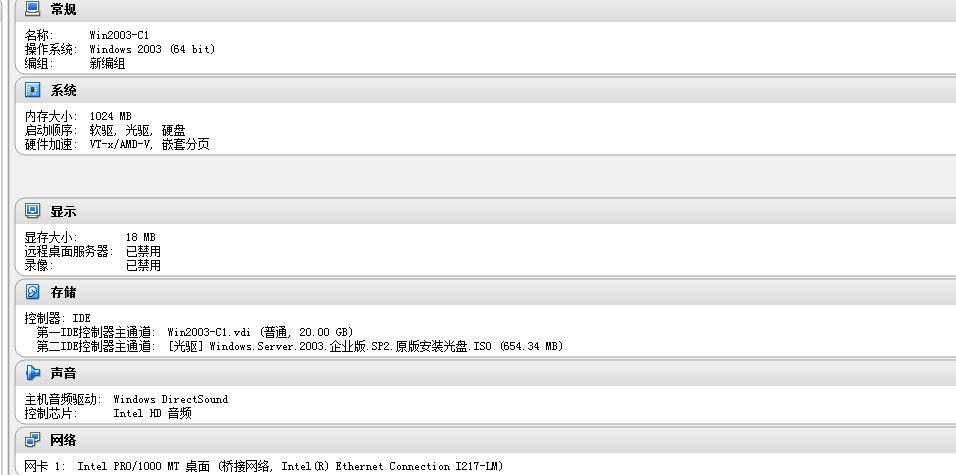 常规
名称: Win2003-C1
操作系统: Windows 2003 (64 bit)
编组: 新编组
系统
内存大小: 1024 MB
启动顺序: 软驱, 光驱, 硬盘
硬件加速: VT-x/AMD-V, 嵌套分页
显示
显存大小: 18 MB
远程桌面服务器: 已禁用
录像: 已禁用
存储
控制器: IDE
第一IDE控制器主通道: Win2003-C1.vdi (普通, 20.00 GB)
第二IDE控制器主通道: [光驱] Windows.Server.2003.企业版.SP2.原版安装光盘.ISO (654.34 MB)
声音
主机音频驱动: Windows DirectSound
控制芯片: Intel HD 音频
网络
网卡 1: Intel PRO/1000 MT 桌面 (桥接网络, Intel(R) Ethernet Connection I217-LM)